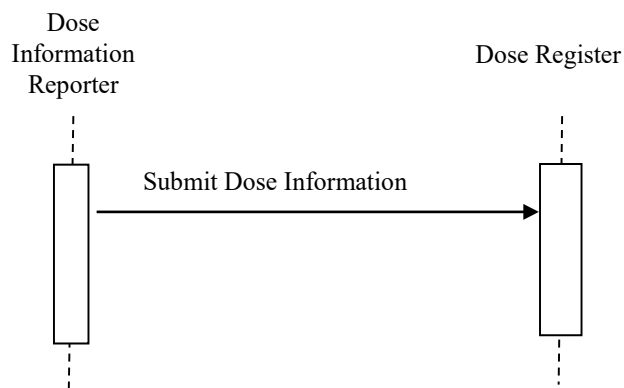 Dose
Information
Reporter
Dose Register
Submit Dose Information